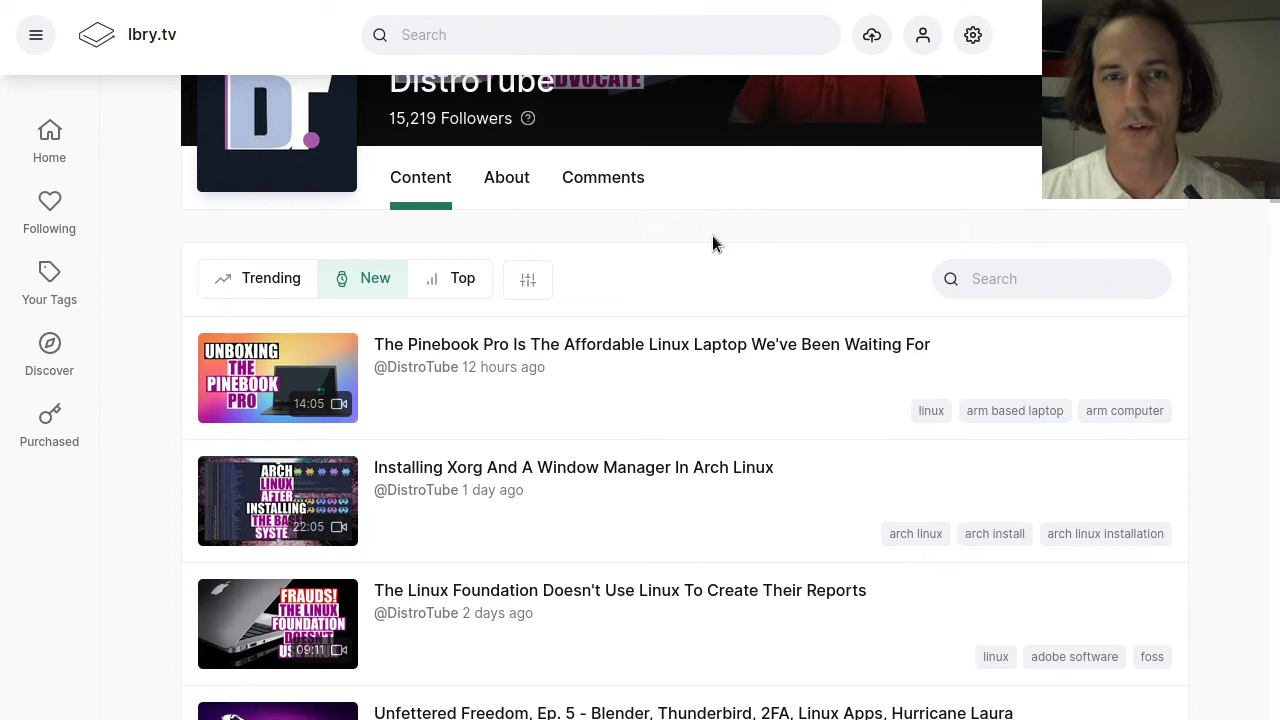 lbry.tv
Search
DistroTube
ADVOCATE
15,219 Followers
Content
About
Comments
Home
Following
Your Tags
Discover
Purchased
Trending
New
Top
Search
UNBOXING
THE
PINEBOOK
PRO
14:05
The Pinebook Pro Is The Affordable Linux Laptop We've Been Waiting For
@DistroTube 12 hours ago
linux
arm based laptop
arm computer
ARCH
LINUX
AFTER
INSTALLING
THE BASE
SYSTE
22:05
Installing Xorg And A Window Manager In Arch Linux
@DistroTube 1 day ago
arch linux
arch install
arch linux installation
FRAUDS!
THE LINUX
FOUNDATION
DOESN'T
09:11
The Linux Foundation Doesn't Use Linux To Create Their Reports
@DistroTube 2 days ago
linux
adobe software
foss
Unfettered Freedom, Ep. 5 - Blender, Thunderbird, 2FA, Linux Apps, Hurricane Laura